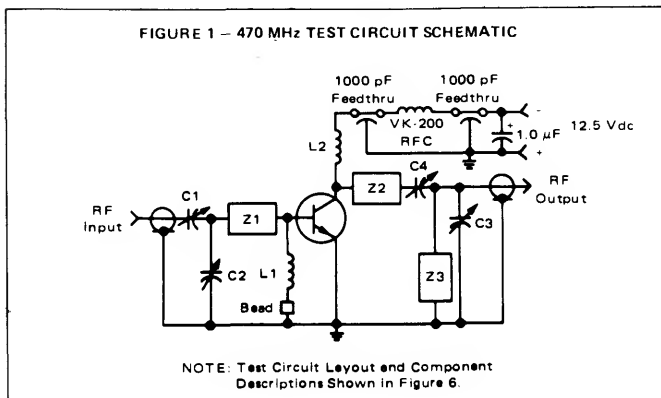 FIGURE 1 – 470 MHz TEST CIRCUIT SCHEMATIC
1000 pF
Feedthru
1000 pF
Feedthru
VK-200
RFC
-
+
1.0 μF
12.5 Vdc
+
L2
C4
Z2
RF
Output
C1
RF
Input
Z1
C2
L1
Bead
C3
Z3
NOTE: Test Circuit Layout and Component
Descriptions Shown in Figure 6.